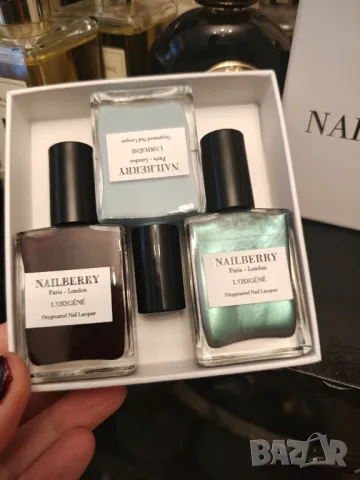 NAILBERRY
Paris - London
L'OXYGÉNÉ
Oxygenated Nail Lacquer
NAI
NAILBERRY
Paris - London
L'OXYGÉNÉ
Oxygenated Nail Lacquer
NAILBERRY
Paris - London
L'OXYGÉNÉ
Oxygenated Nail Lacquer
BAZAR
bg